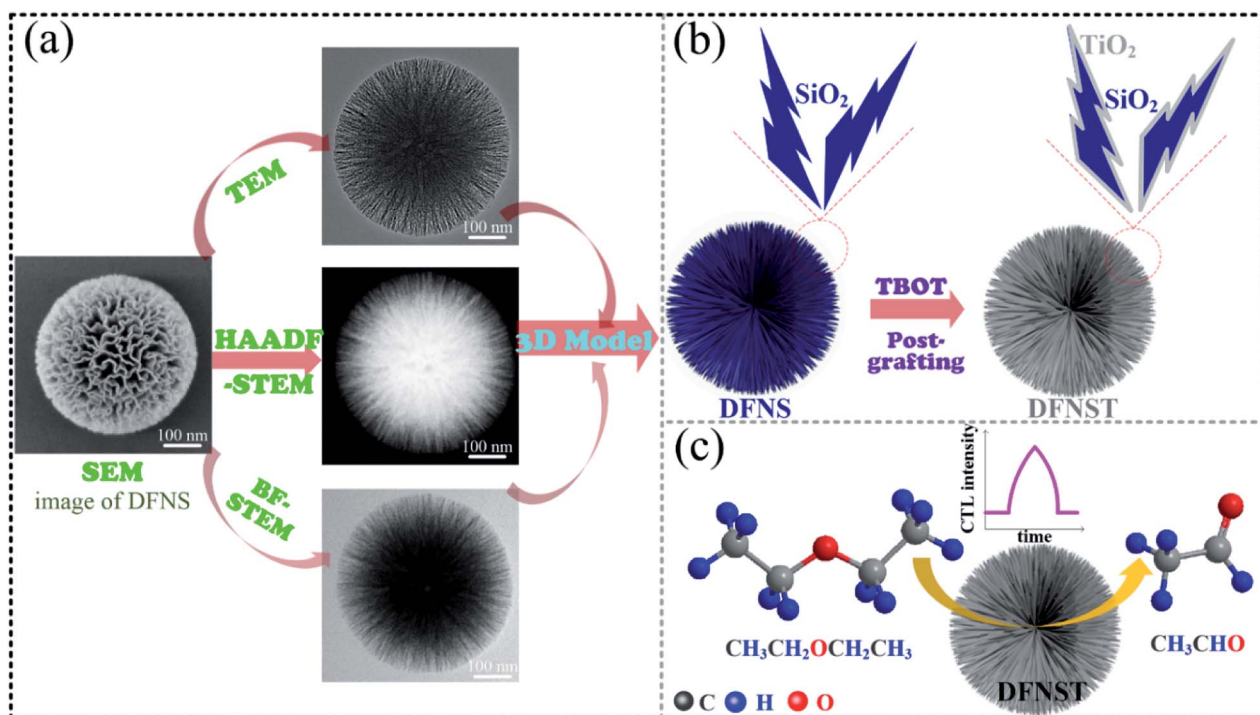 (a)
TEM
100 nm
HAADF
-STEM
100 nm
3D Model
100 nm
SEM
image of DFNS
BF-
STEM
100 nm
(b)
SiO₂
TiO₂
SiO₂
TBOT
Post-
grafting
DFNS
DFNST
(c)
CTL intensity
time
CH₃CH₂OCH₂CH₃
CH₃CHO
DFNST
C H O